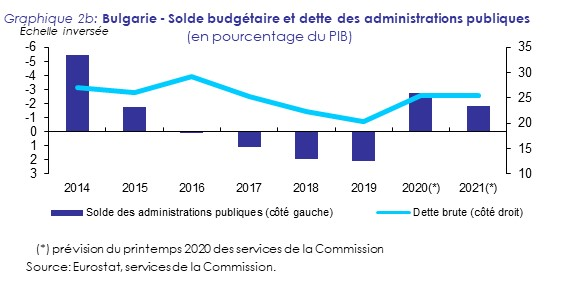 Graphique 2b: Bulgarie - Solde budgétaire et dette des administrations publiques
Échelle inversée
(en pourcentage du PIB)
-6
-5
-4
-3
-2
-1
0
1
2
3
35
30
25
20
15
10
2014 2015 2016 2017 2018 2019 2020(*) 2021(*)
Solde des administrations publiques (côté gauche) Dette brute (côté droit)
(*) prévision du printemps 2020 des services de la Commission
Source: Eurostat, services de la Commission.